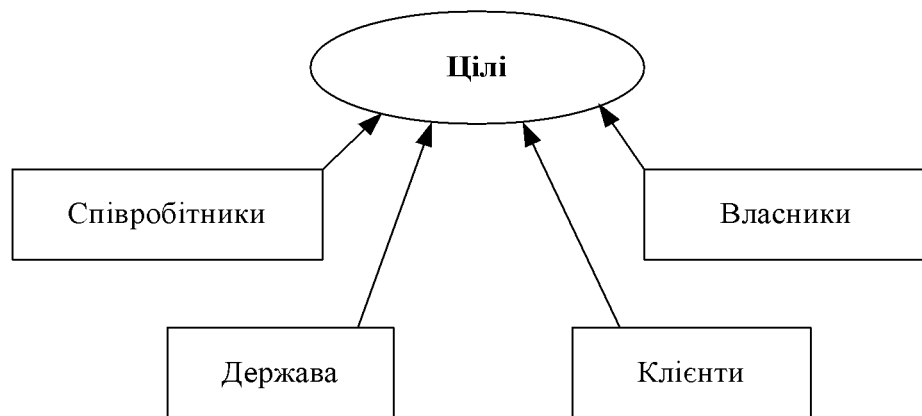 Цілі
Співробітники
Власники
Держава
Клієнти